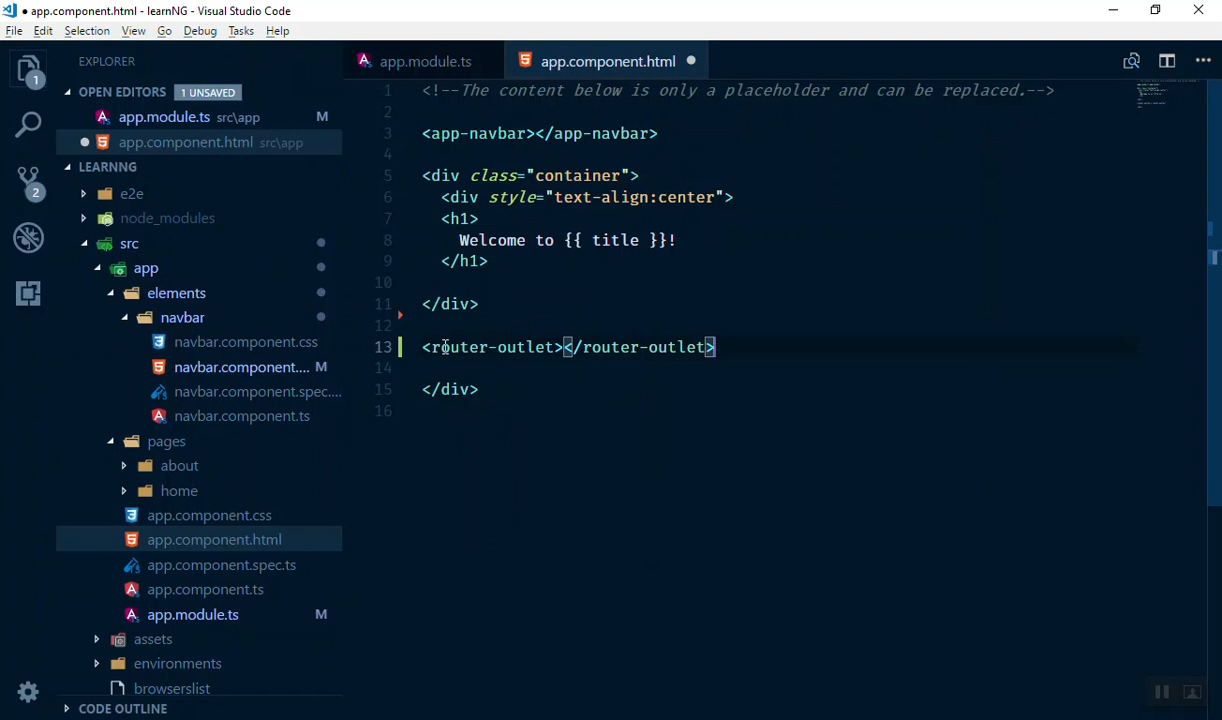 ● app.component.html - learnNG - Visual Studio Code
File Edit Selection View Go Debug Tasks Help
EXPLORER
app.module.ts
app.component.html ●
OPEN EDITORS 1 UNSAVED
app.module.ts src\app M
● app.component.html src\app
LEARNNG
e2e
node_modules
src
app
elements
navbar
navbar.component.css
navbar.component.... M
navbar.component.spec....
navbar.component.ts
pages
about
home
app.component.css
app.component.html
app.component.spec.ts
app.component.ts
app.module.ts M
assets
environments
browserslist
CODE OUTLINE
1
2
1 <!--The content below is only a placeholder and can be replaced.-->
2
3 <app-navbar></app-navbar>
4
5 <div class="container">
6 <div style="text-align:center">
7 <h1>
8 Welcome to {{ title }}!
9 </h1>
10
11 </div>
12
13 <router-outlet></router-outlet>
14
15 </div>
16